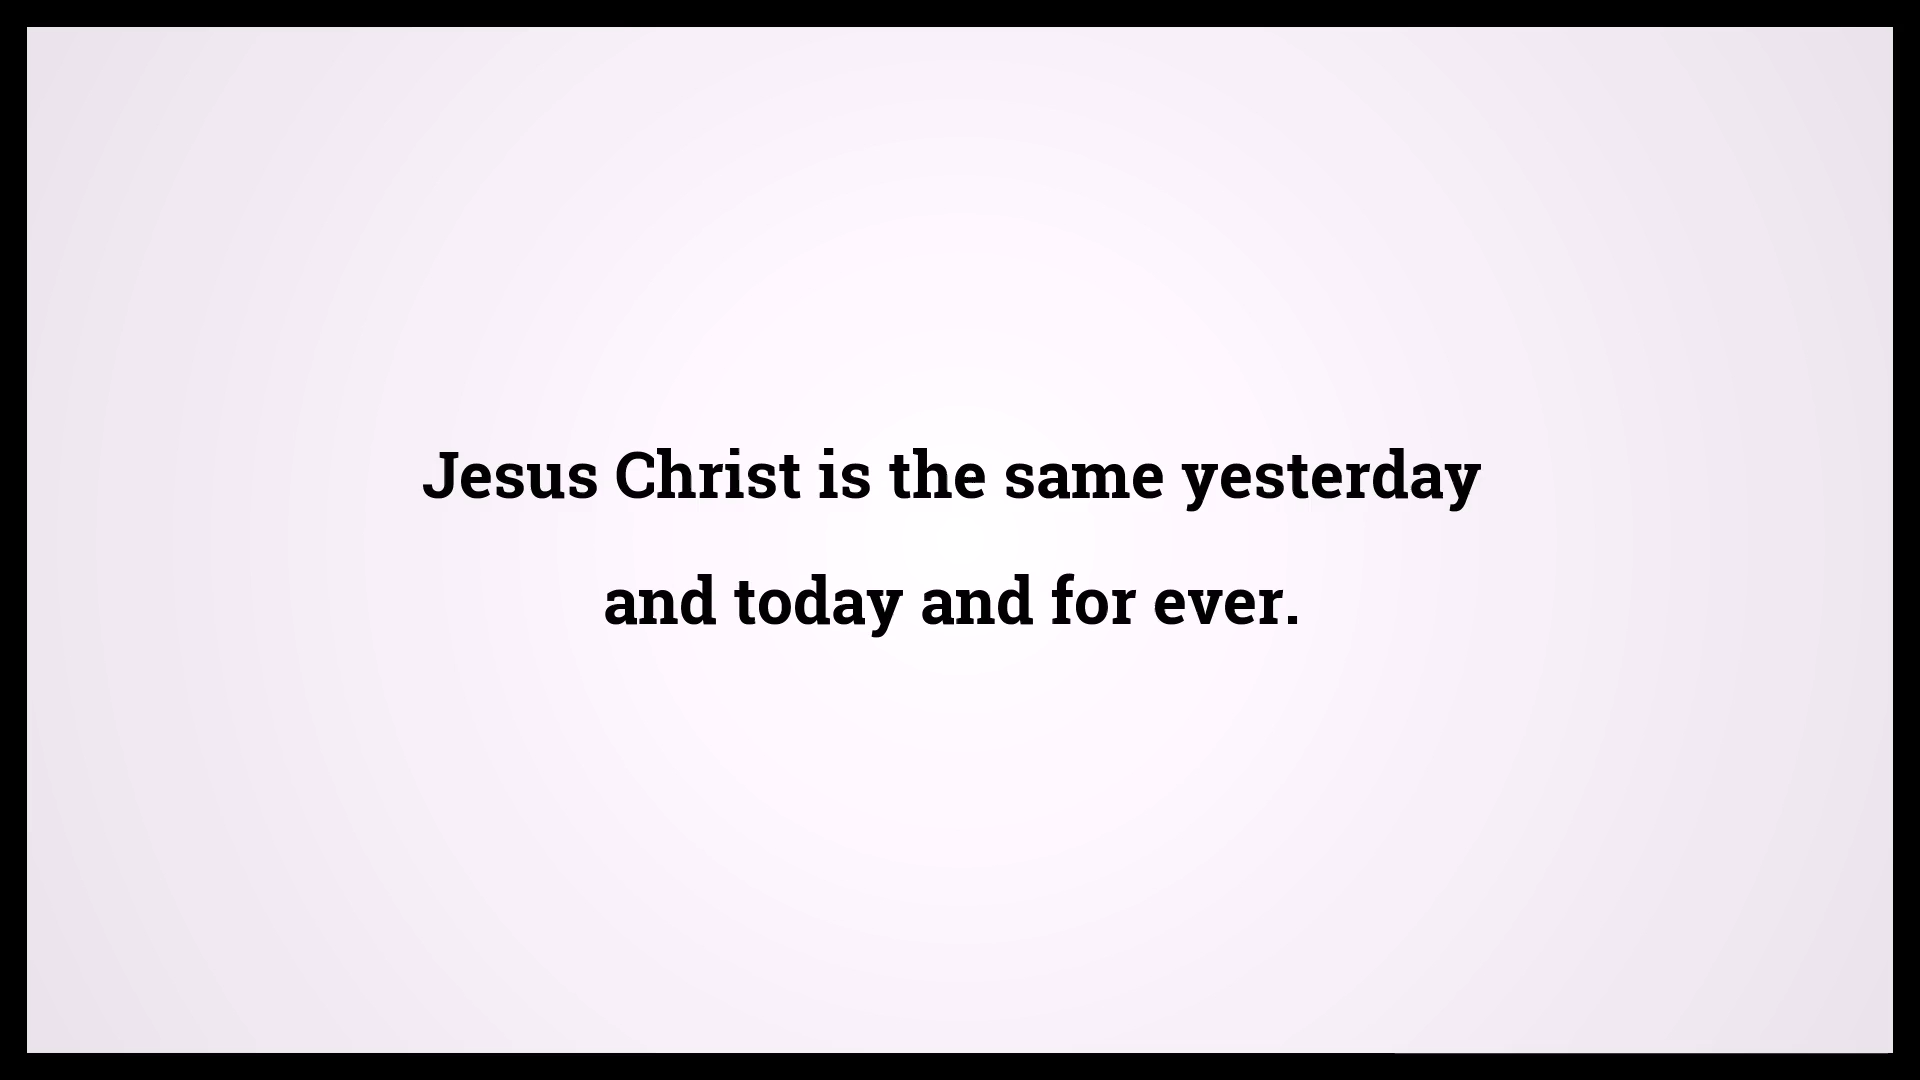 Jesus Christ is the same yesterday
and today and for ever.